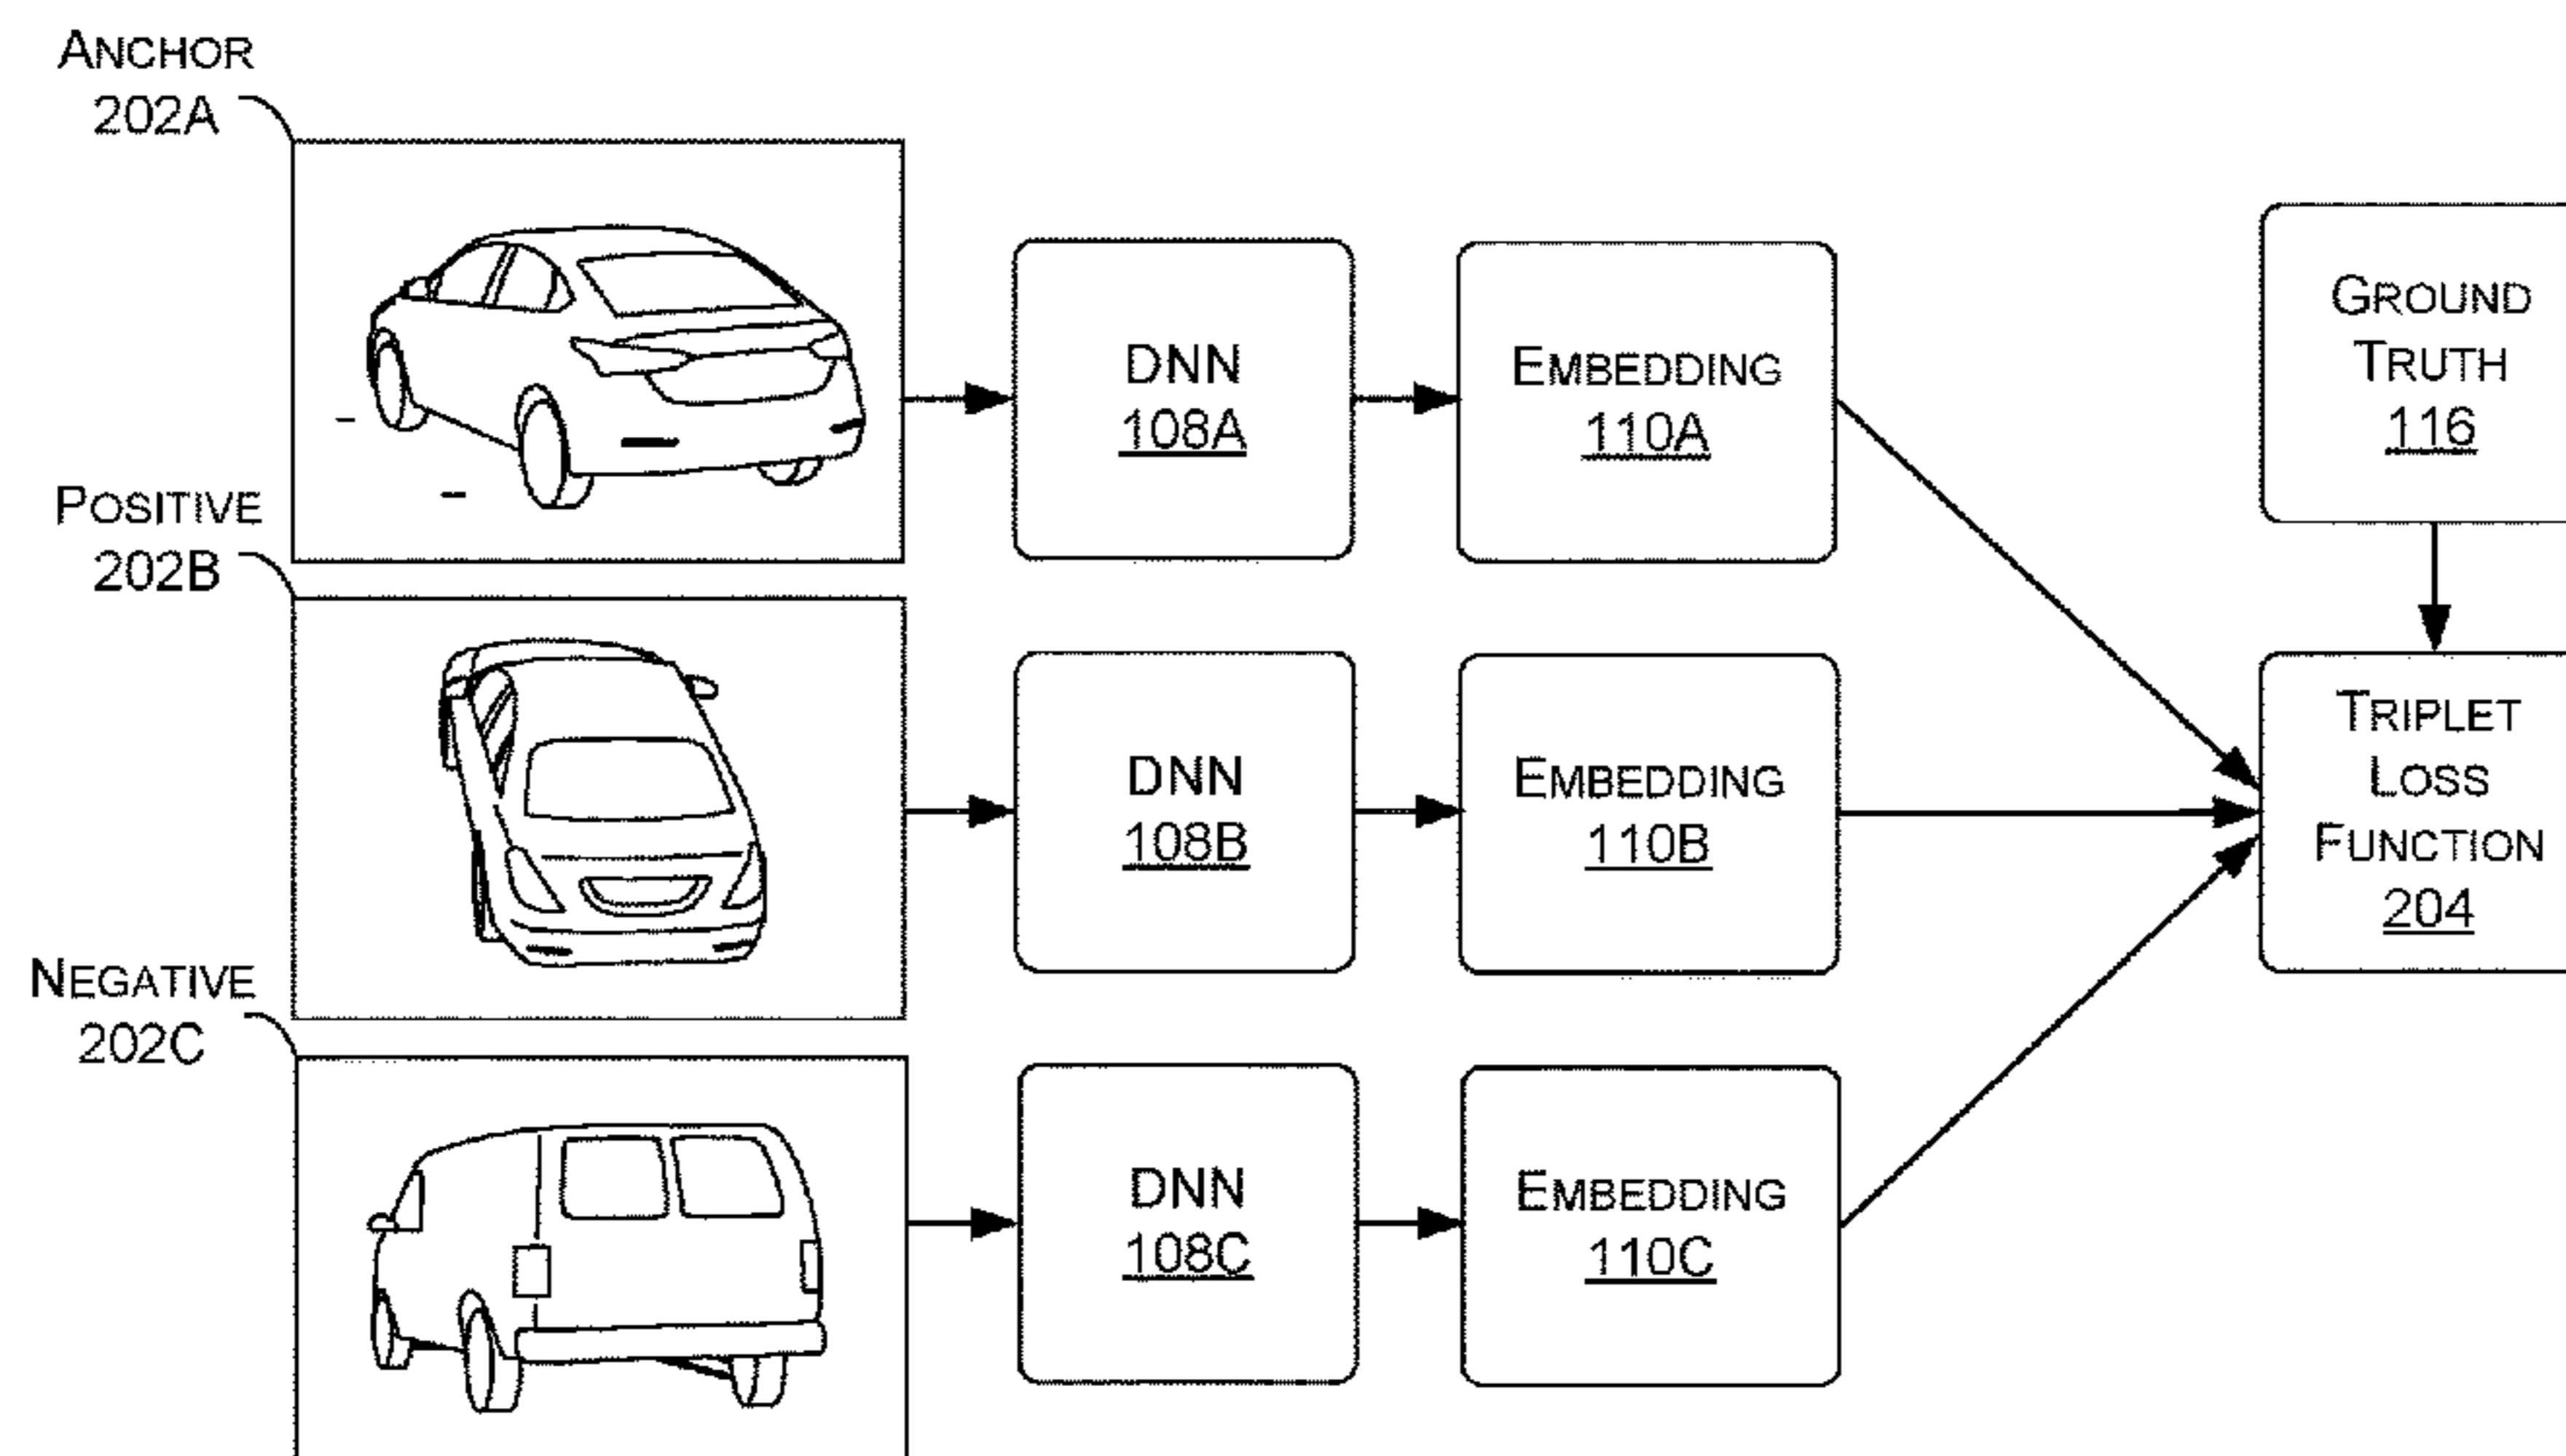 ANCHOR
202A
DNN
108A
EMBEDDING
110A
GROUND
TRUTH
116
POSITIVE
202B
DNN
108B
EMBEDDING
110B
TRIPLET
LOSS
FUNCTION
204
NEGATIVE
202C
DNN
108C
EMBEDDING
110C